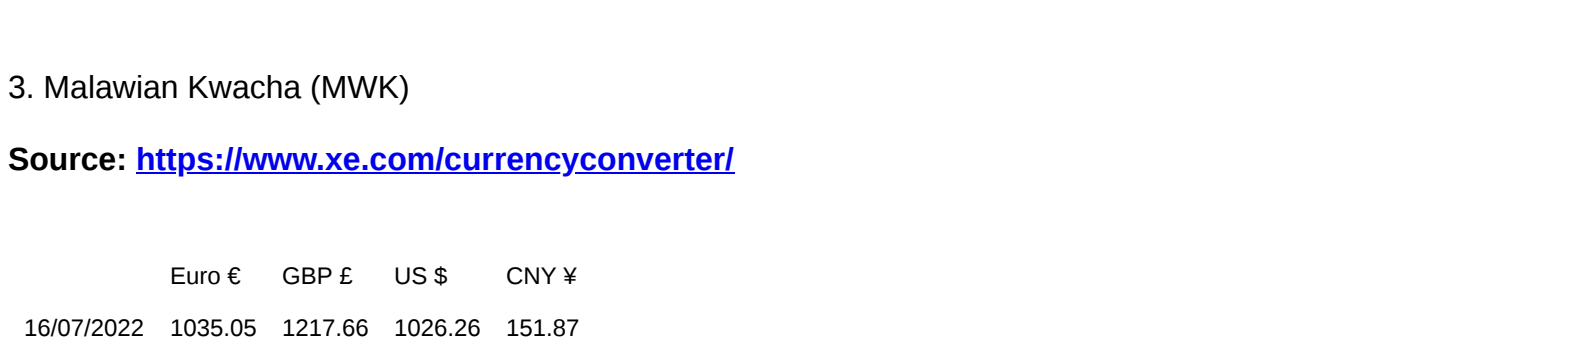 3. Malawian Kwacha (MWK)
Source: https://www.xe.com/currencyconverter/
Euro € GBP £ US $ CNY ¥
16/07/2022 1035.05 1217.66 1026.26 151.87